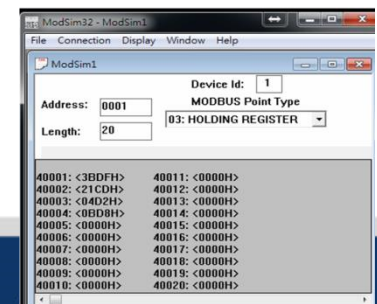 ModSim32 - ModSim1
File Connection Display Window Help
ModSim1
Device Id: 1
Address: 0001
MODBUS Point Type
Length: 20
03: HOLDING REGISTER
40001: <3BDFH> 40011: <0000H>
40002: <21CDH> 40012: <0000H>
40003: <04D2H> 40013: <0000H>
40004: <0BD8H> 40014: <0000H>
40005: <0000H> 40015: <0000H>
40006: <0000H> 40016: <0000H>
40007: <0000H> 40017: <0000H>
40008: <0000H> 40018: <0000H>
40009: <0000H> 40019: <0000H>
40010: <0000H> 40020: <0000H>